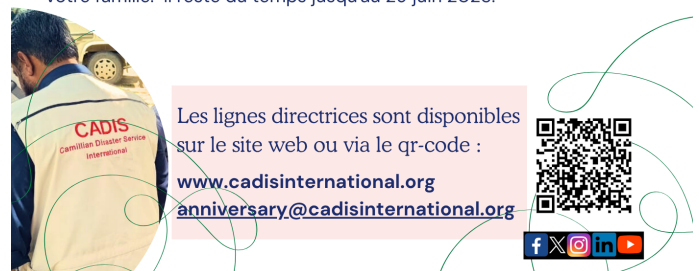 CADIS
Camillian Disaster Service
International
Les lignes directrices sont disponibles
sur le site web ou via le qr-code :
www.cadisinternational.org
anniversary@cadisinternational.org